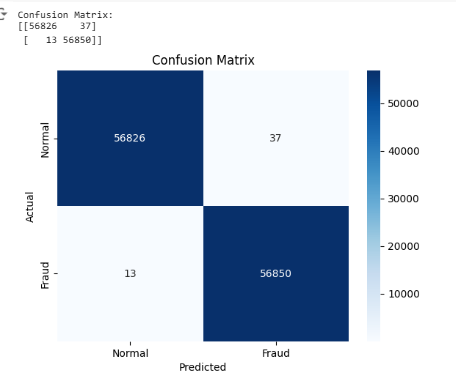 Confusion Matrix:
[[56826    37]
 [   13 56850]]
Confusion Matrix
Normal 56826 37
Fraud 13 56850
Actual
Normal Fraud
Predicted
50000
40000
30000
20000
10000